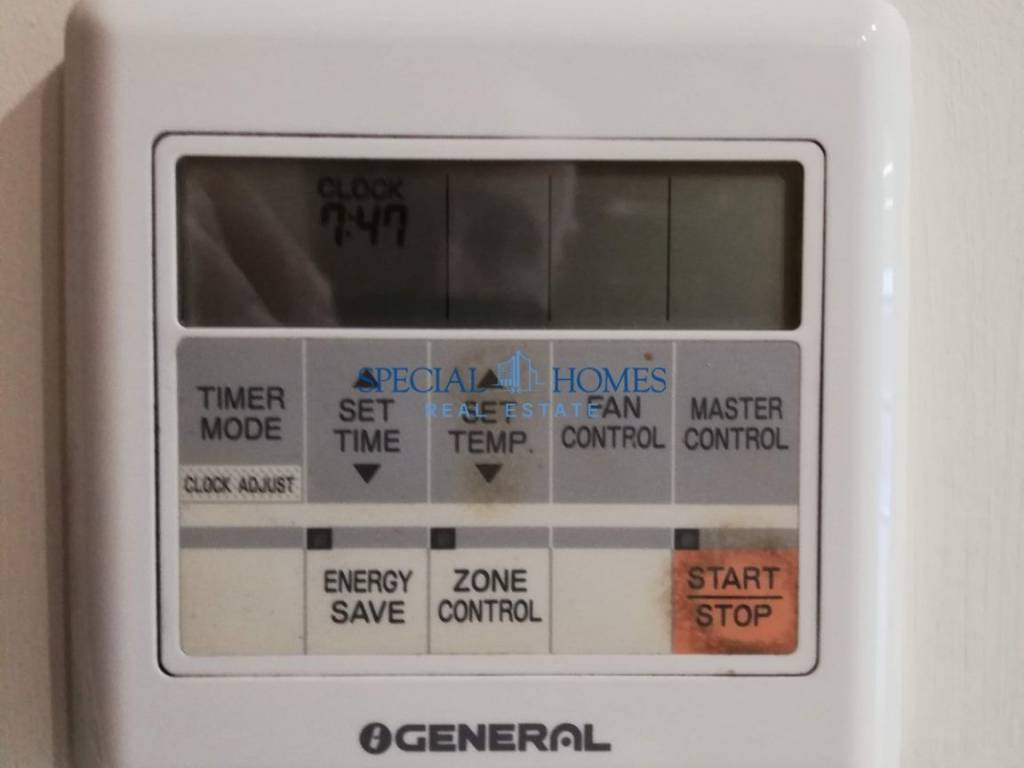 CLOCK
7:47
TIMER
MODE
CLOCK ADJUST
▲
SET
TIME
▼
▲
SET
TEMP.
▼
FAN
CONTROL
MASTER
CONTROL
SPECIAL HOMES
REAL ESTATE
ENERGY
SAVE
ZONE
CONTROL
START
STOP
GENERAL